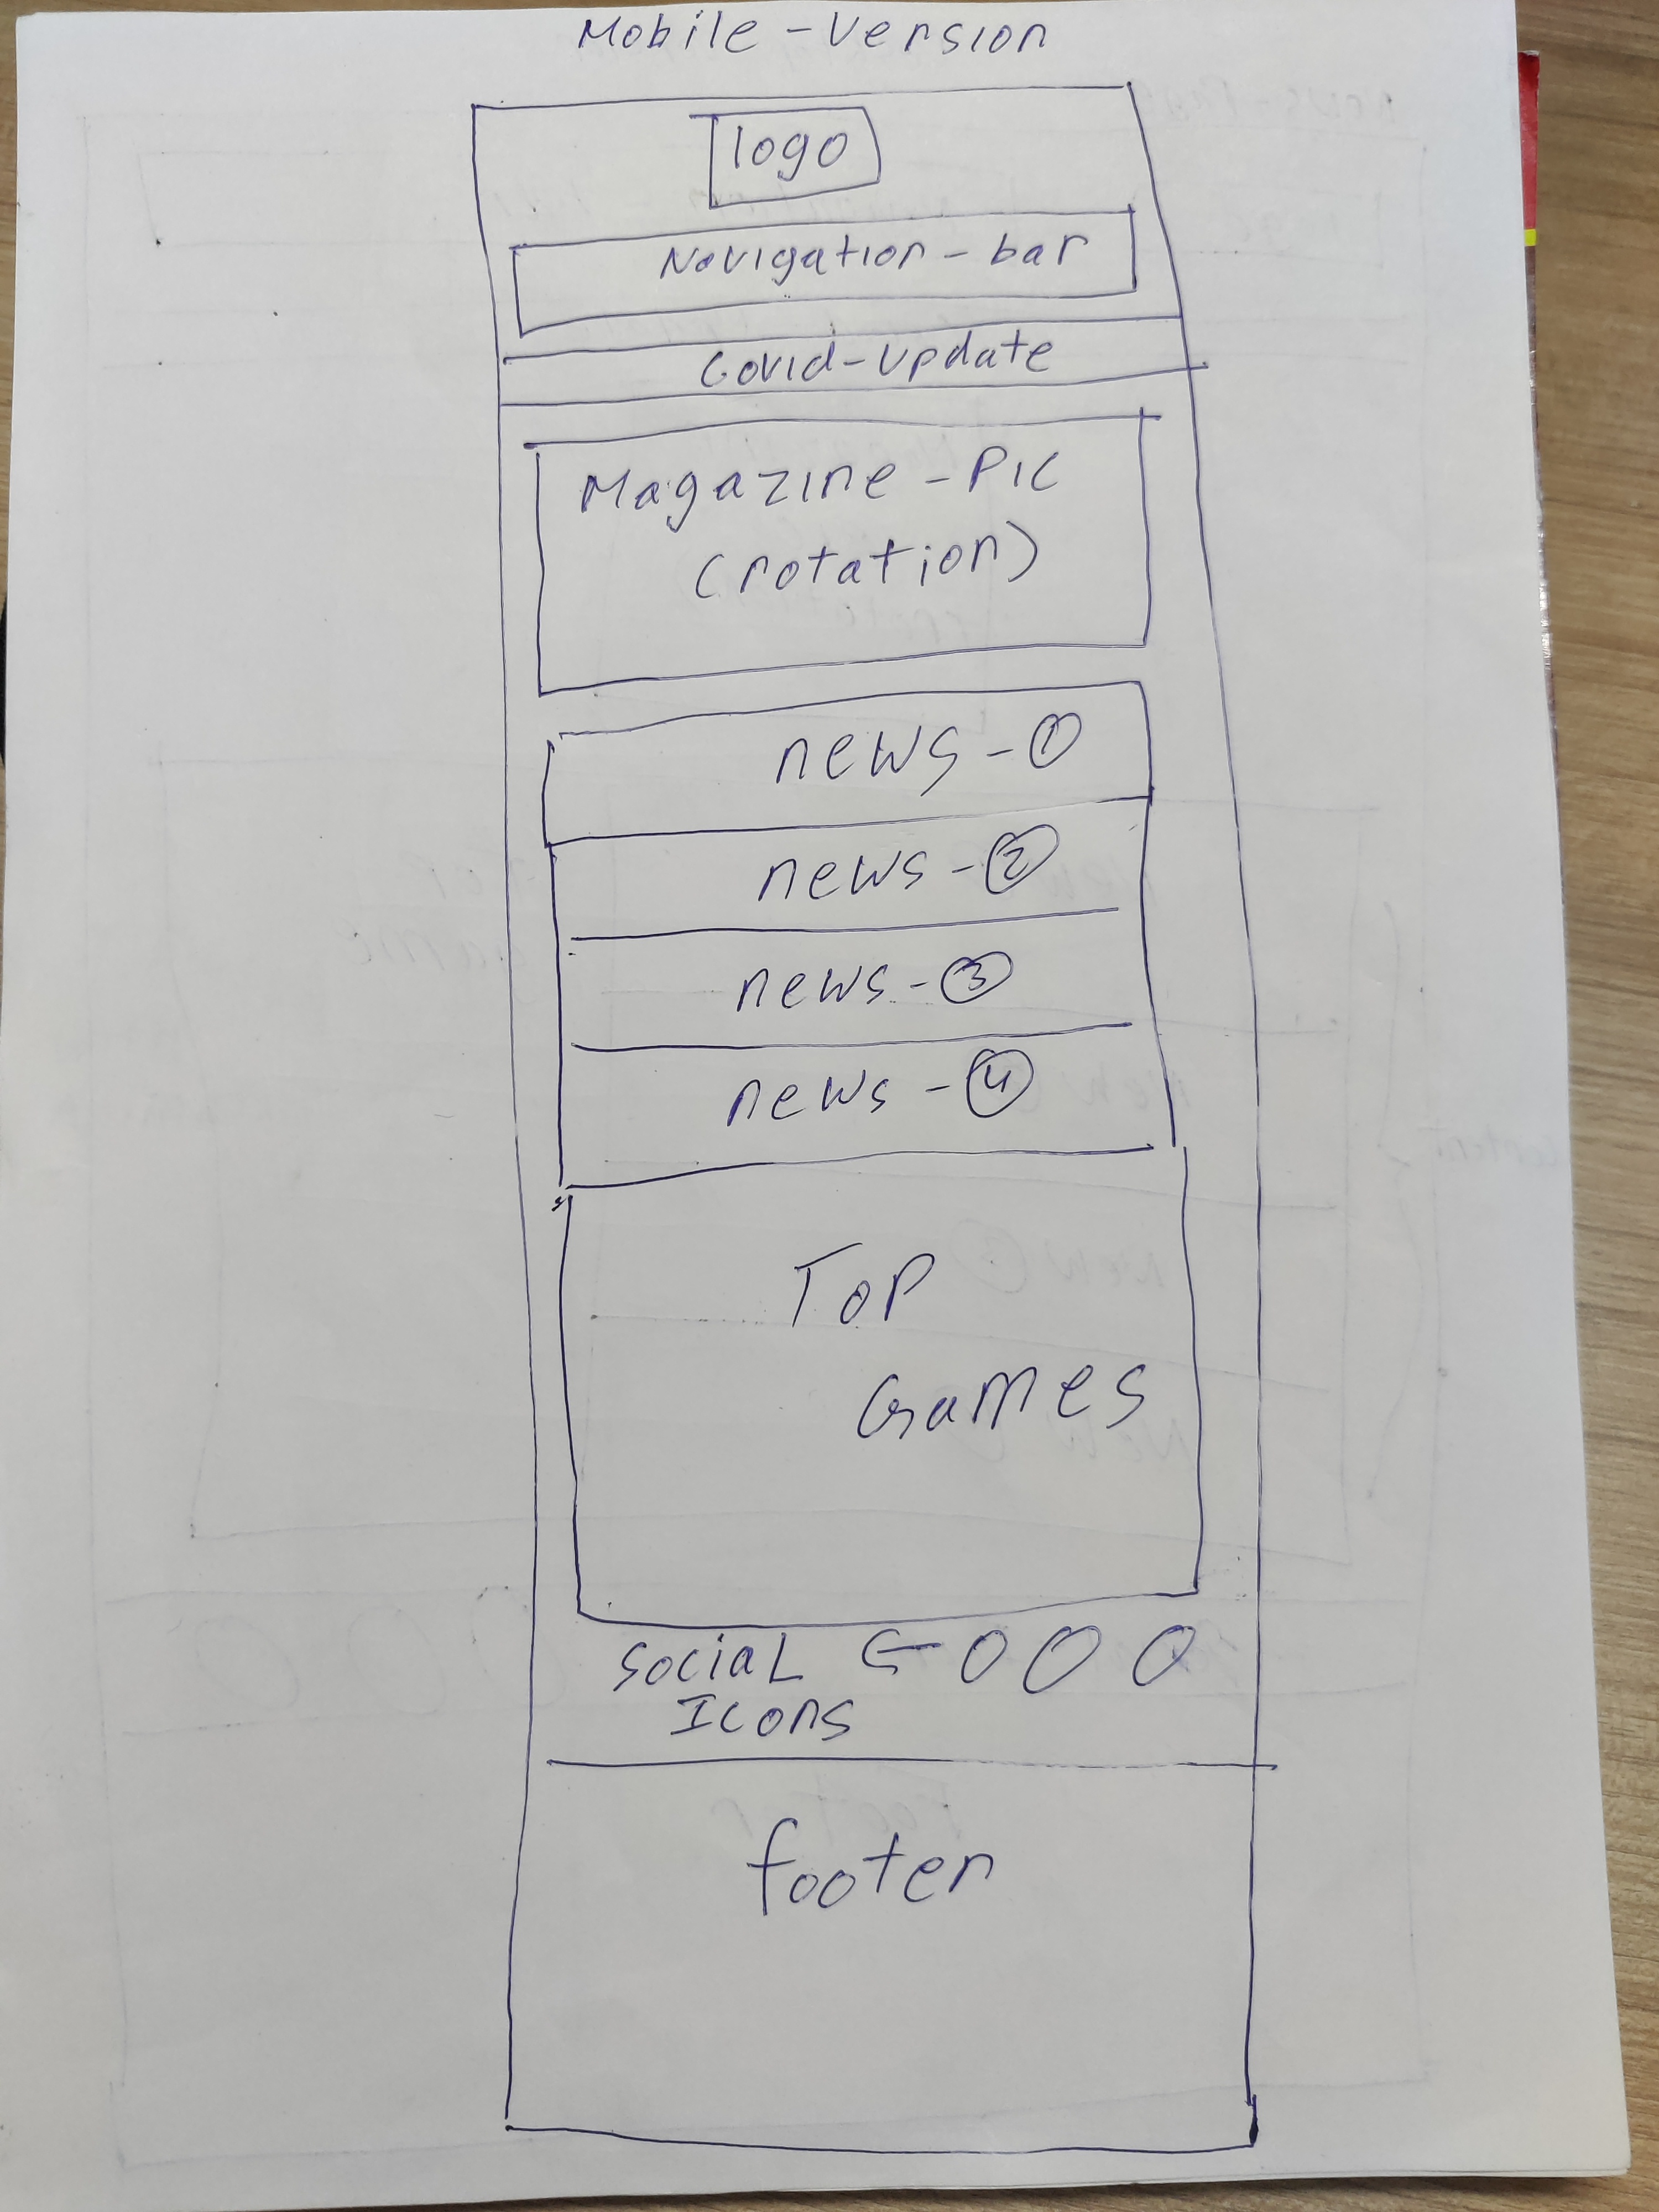 Mobile - Version
logo
Navigation - bar
Covid - Update
Magazine - Pic
(rotation)
news - 1
news - 2
news - 3
news - 4
Top
Games
Social
Icons
footer